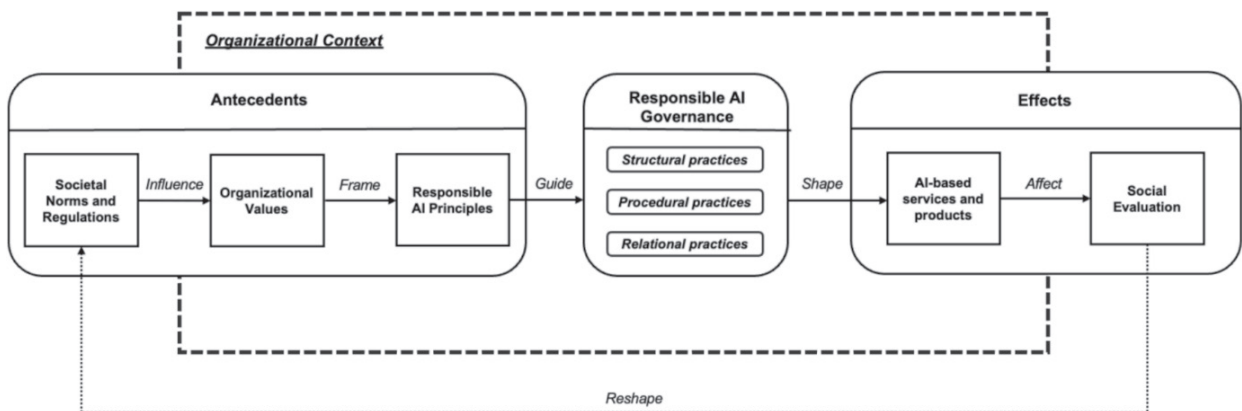 Organizational Context
Antecedents
Responsible AI
Governance
Effects
Societal
Norms and
Regulations
Influence
Organizational
Values
Frame
Responsible
AI Principles
Guide
Structural practices
Procedural practices
Relational practices
Shape
AI-based
services and
products
Affect
Social
Evaluation
Reshape